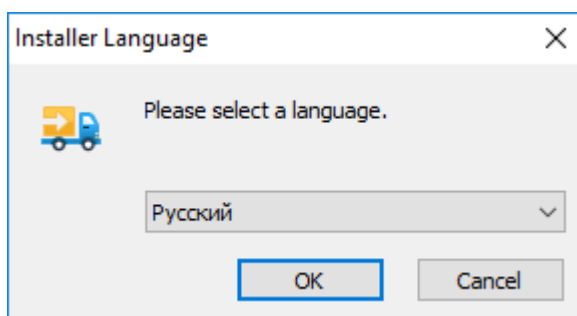 Installer Language
Please select a language.
Русский
OK
Cancel